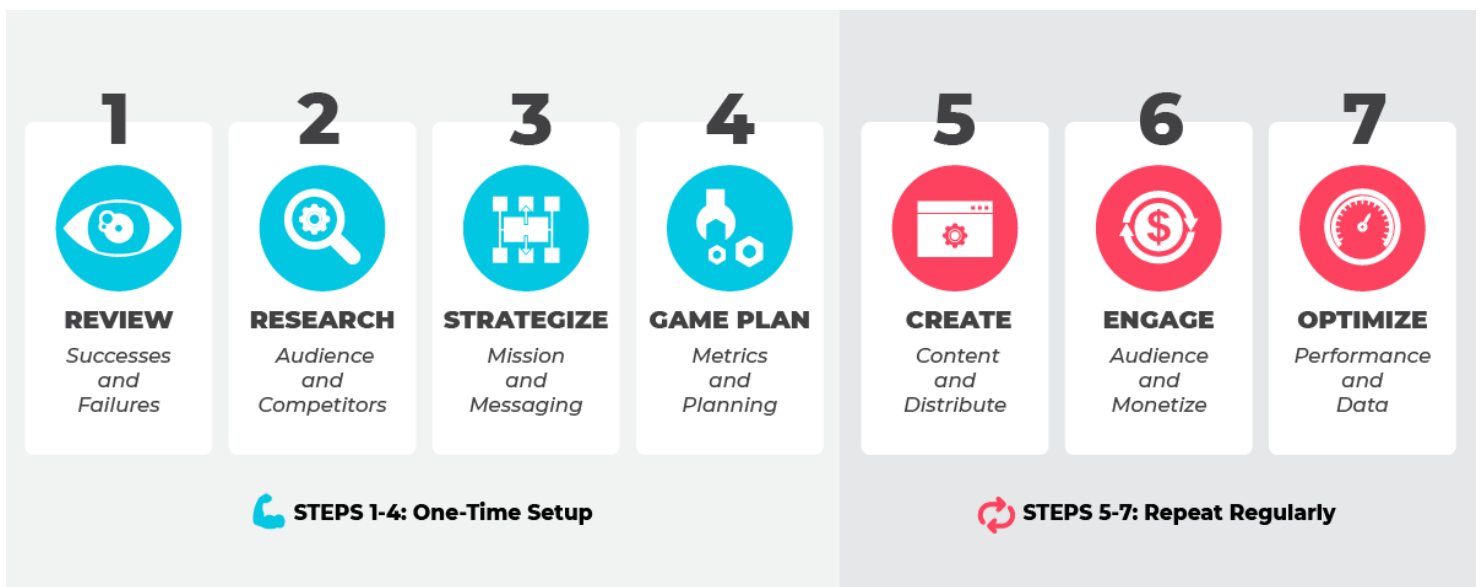 1
REVIEW
Successes
and
Failures
2
RESEARCH
Audience
and
Competitors
3
STRATEGIZE
Mission
and
Messaging
4
GAME PLAN
Metrics
and
Planning
STEPS 1-4: One-Time Setup
5
CREATE
Content
and
Distribute
6
ENGAGE
$
Audience
and
Monetize
7
OPTIMIZE
Performance
and
Data
STEPS 5-7: Repeat Regularly